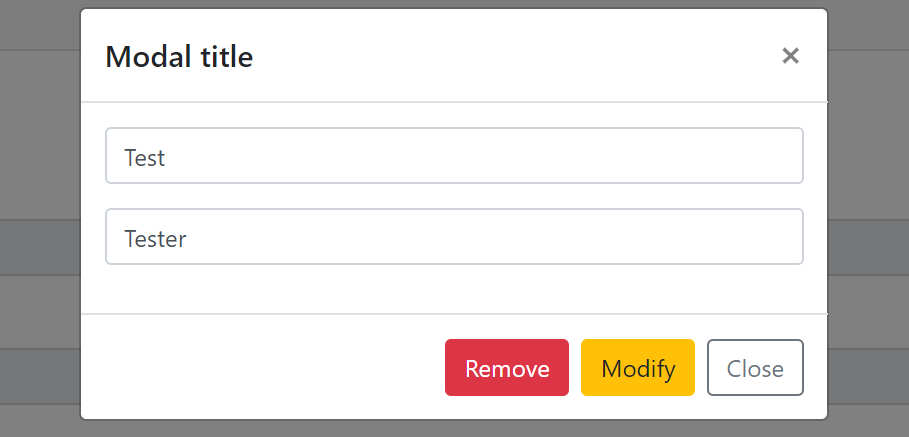 Modal title ×
Test
Tester
Remove Modify Close